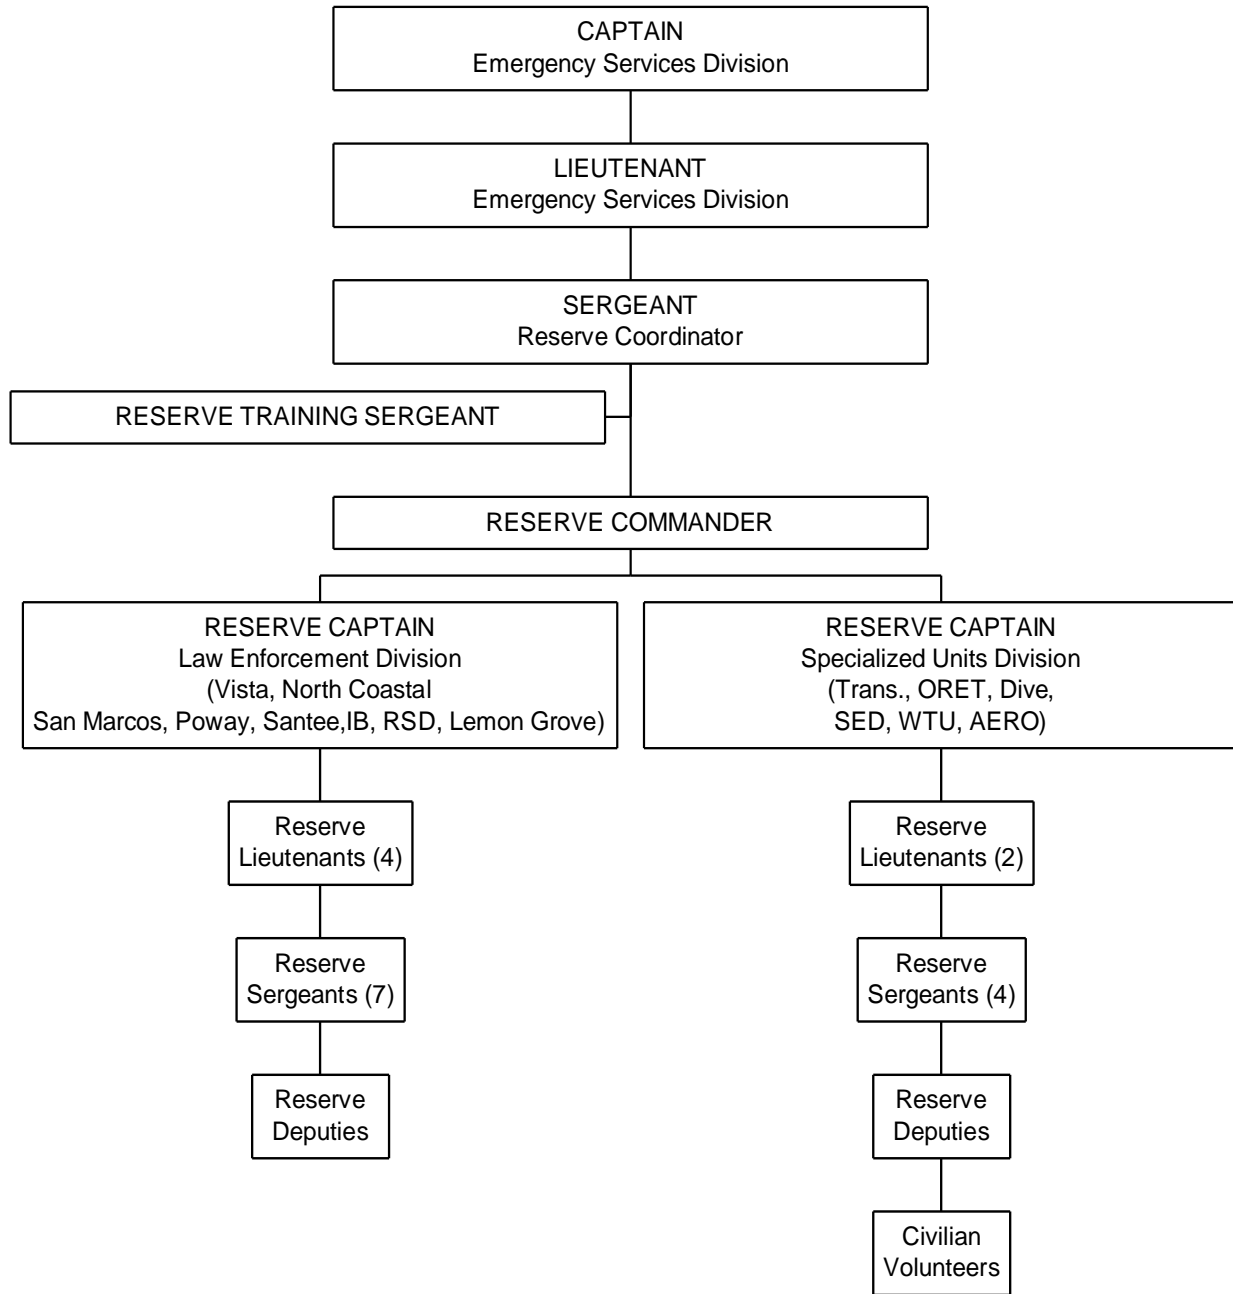 CAPTAIN
Emergency Services Division
LIEUTENANT
Emergency Services Division
SERGEANT
Reserve Coordinator
RESERVE TRAINING SERGEANT
RESERVE COMMANDER
RESERVE CAPTAIN
Law Enforcement Division
(Vista, North Coastal
San Marcos, Poway, Santee,IB, RSD, Lemon Grove)
RESERVE CAPTAIN
Specialized Units Division
(Trans., ORET, Dive,
SED, WTU, AERO)
Reserve
Lieutenants (4)
Reserve
Lieutenants (2)
Reserve
Sergeants (7)
Reserve
Sergeants (4)
Reserve
Deputies
Reserve
Deputies
Civilian
Volunteers